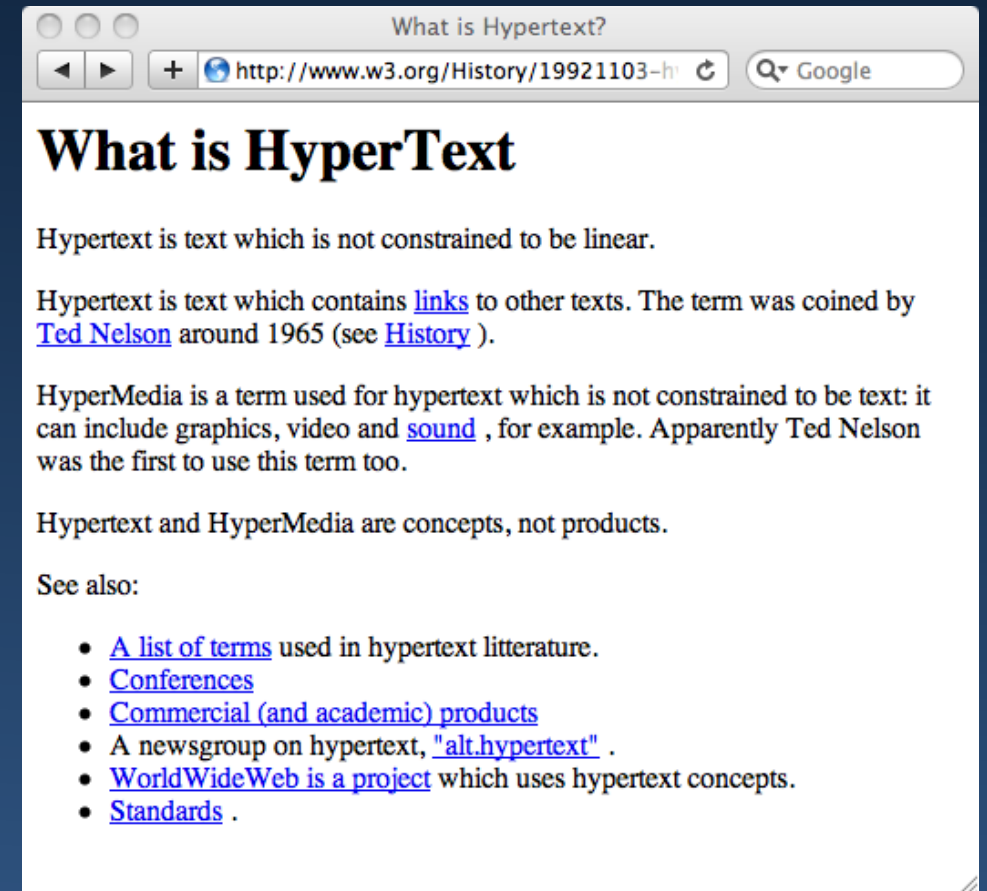 What is Hypertext?
http://www.w3.org/History/19921103-h
Google
What is HyperText
Hypertext is text which is not constrained to be linear.
Hypertext is text which contains links to other texts. The term was coined by
Ted Nelson around 1965 (see History ).
HyperMedia is a term used for hypertext which is not constrained to be text: it
can include graphics, video and sound , for example. Apparently Ted Nelson
was the first to use this term too.
Hypertext and HyperMedia are concepts, not products.
See also:
• A list of terms used in hypertext litterature.
• Conferences
• Commercial (and academic) products
• A newsgroup on hypertext, "alt.hypertext" .
• WorldWideWeb is a project which uses hypertext concepts.
• Standards .